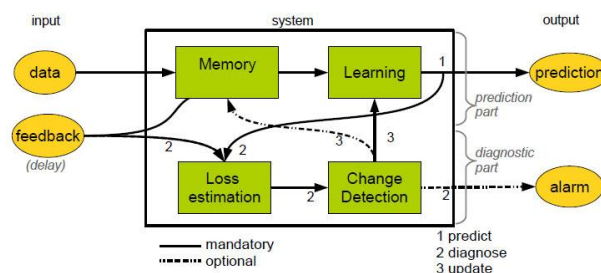 input
system
output
data
Memory
Learning
1
prediction
prediction
part
feedback
(delay)
2
2
3
3
diagnostic
part
Loss
estimation
2
Change
Detection
2
alarm
mandatory
optional
1 predict
2 diagnose
3 update